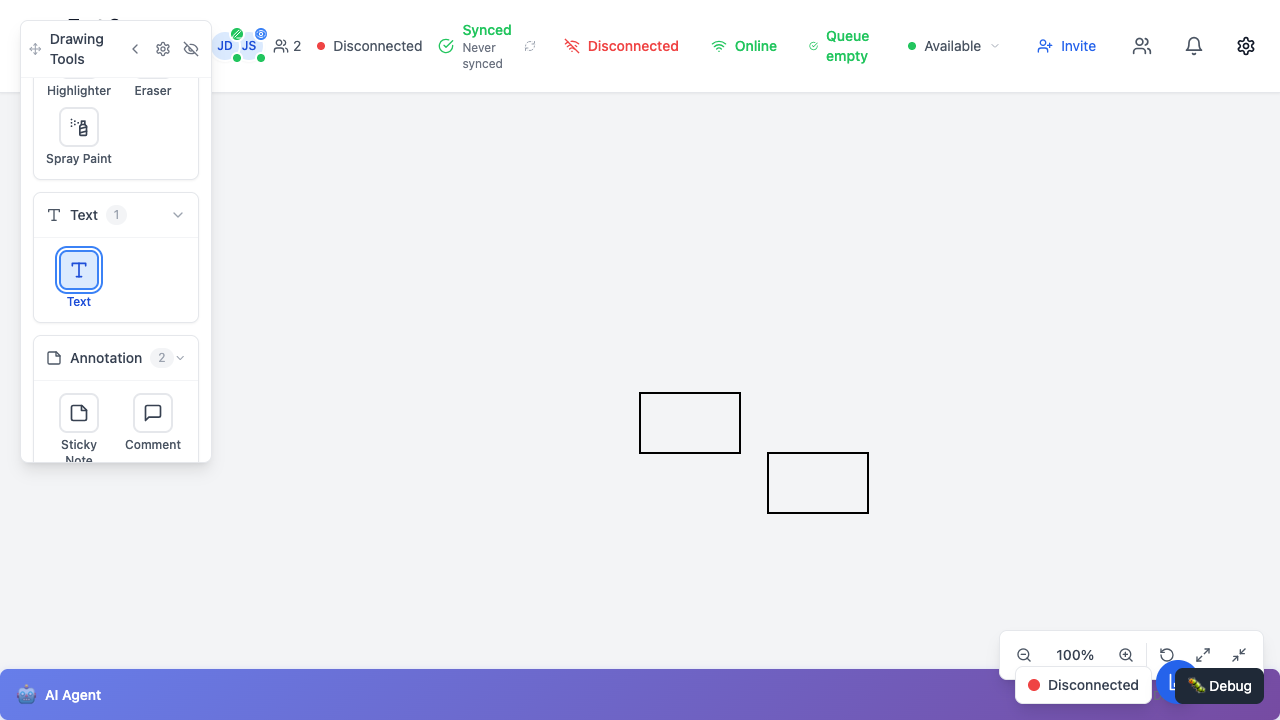 Drawing
Tools
JD
JS
2
Disconnected
Synced
Never
synced
Disconnected
Online
Queue
empty
Available
Invite
Highlighter
Eraser
Spray Paint
Text
1
Text
Annotation
2
Sticky
Note
Comment
100%
AI Agent
Disconnected
Debug